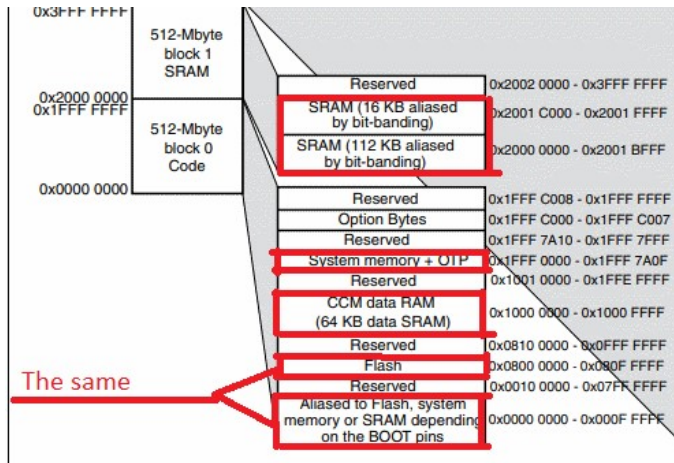 0x3FFF FFFF
512-Mbyte
block 1
SRAM
0x2000 0000
0x1FFF FFFF
512-Mbyte
block 0
Code
0x0000 0000
Reserved 0x2002 0000 - 0x3FFF FFFF
SRAM (16 KB aliased
by bit-banding) 0x2001 C000 - 0x2001 FFFF
SRAM (112 KB aliased
by bit-banding) 0x2000 0000 - 0x2001 BFFF
Reserved 0x1FFF C008 - 0x1FFF FFFF
Option Bytes 0x1FFF C000 - 0x1FFF C007
Reserved 0x1FFF 7A10 - 0x1FFF 7FFF
System memory + OTP 0x1FFF 0000 - 0x1FFF 7A0F
Reserved 0x1001 0000 - 0x1FFE FFFF
CCM data RAM
(64 KB data SRAM) 0x1000 0000 - 0x1000 FFFF
Reserved 0x0810 0000 - 0x0FFF FFFF
Flash 0x0800 0000 - 0x080F FFFF
The same
Reserved 0x0010 0000 - 0x07FF FFFF
Aliased to Flash, system
memory or SRAM depending
on the BOOT pins 0x0000 0000 - 0x000F FFFF